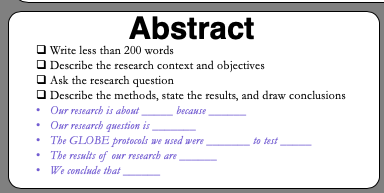 Abstract
❑ Write less than 200 words
❑ Describe the research context and objectives
❑ Ask the research question
❑ Describe the methods, state the results, and draw conclusions
• Our research is about ______ because _______
• Our research question is ________
• The GLOBE protocols we used were ________ to test ______
• The results of our research are _______
• We conclude that _______